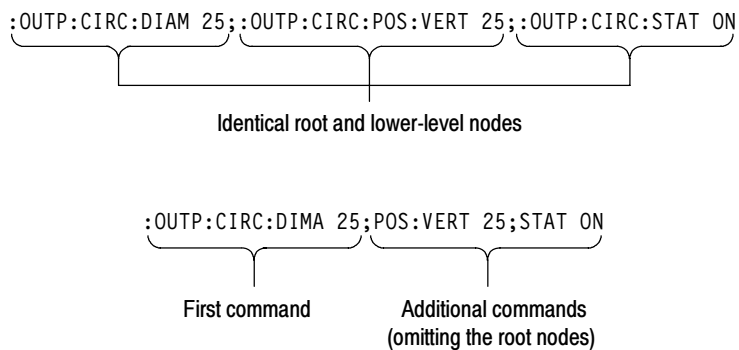 :OUTP:CIRC:DIAM 25;:OUTP:CIRC:POS:VERT 25;:OUTP:CIRC:STAT ON
Identical root and lower-level nodes
:OUTP:CIRC:DIMA 25;POS:VERT 25;STAT ON
First command
Additional commands
(omitting the root nodes)